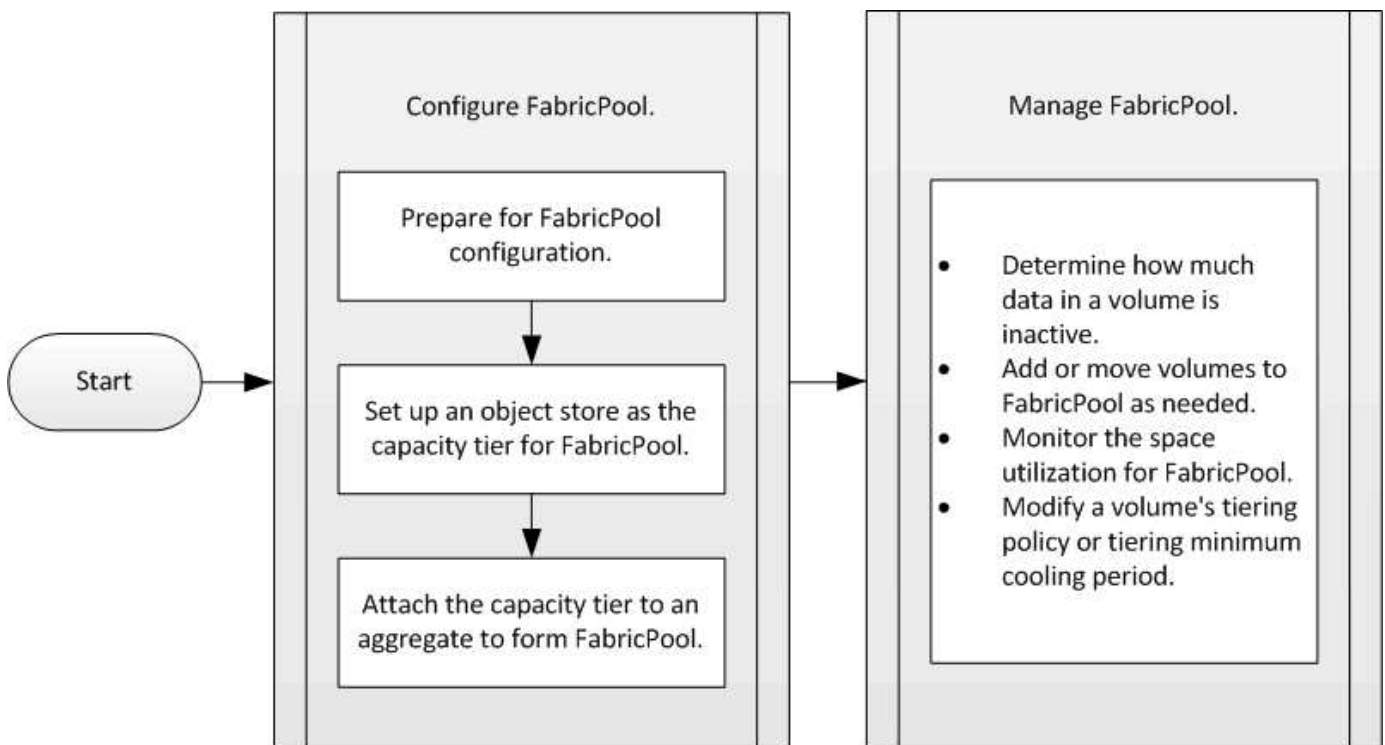 Start
Configure FabricPool.
Prepare for FabricPool
configuration.
Set up an object store as the
capacity tier for FabricPool.
Attach the capacity tier to an
aggregate to form FabricPool.
Manage FabricPool.
• Determine how much
data in a volume is
inactive.
• Add or move volumes to
FabricPool as needed.
• Monitor the space
utilization for FabricPool.
• Modify a volume's tiering
policy or tiering minimum
cooling period.